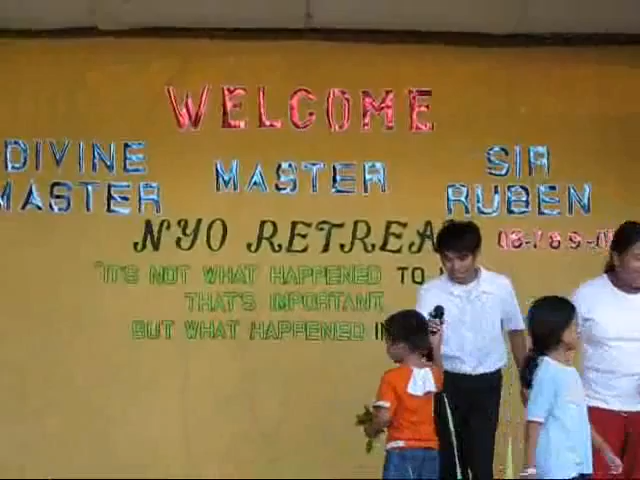 WELCOME
DIVINE MASTER
MASTER
SIR RUBEN
NYO RETREA
"IT'S NOT WHAT HAPPENED TO
THAT'S IMPORTANT
BUT WHAT HAPPENED IN